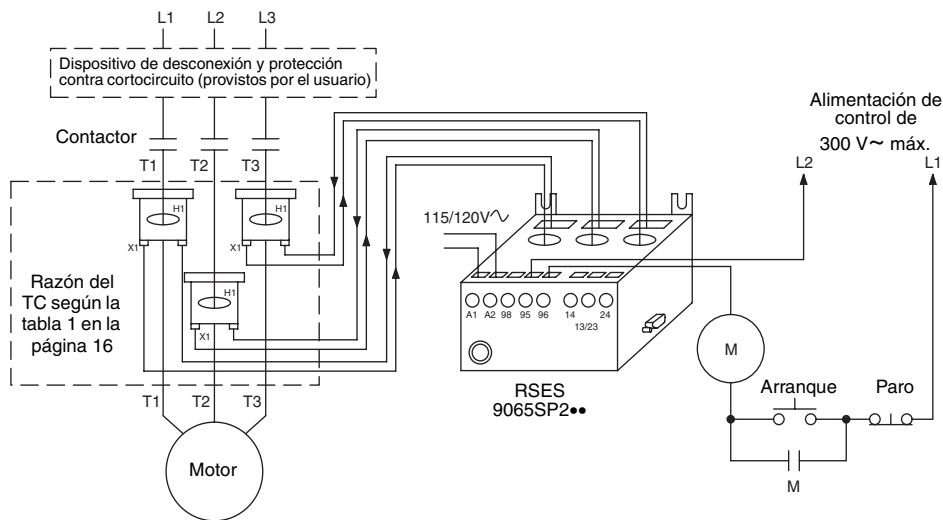 L1 L2 L3
Dispositivo de desconexión y protección
contra cortocircuito (provistos por el usuario)
Contactor
T1 T2 T3
H1 H1
X1 X1
H1
X1
Razón del
TC según la
tabla 1 en la
página 16
T1 T2 T3
Motor
115/120V~
A1 A2 98 95 96 14 24
13/23
RSES
9065SP2••
Alimentación de
control de
300 V~ máx.
L2 L1
M
Arranque Paro
M